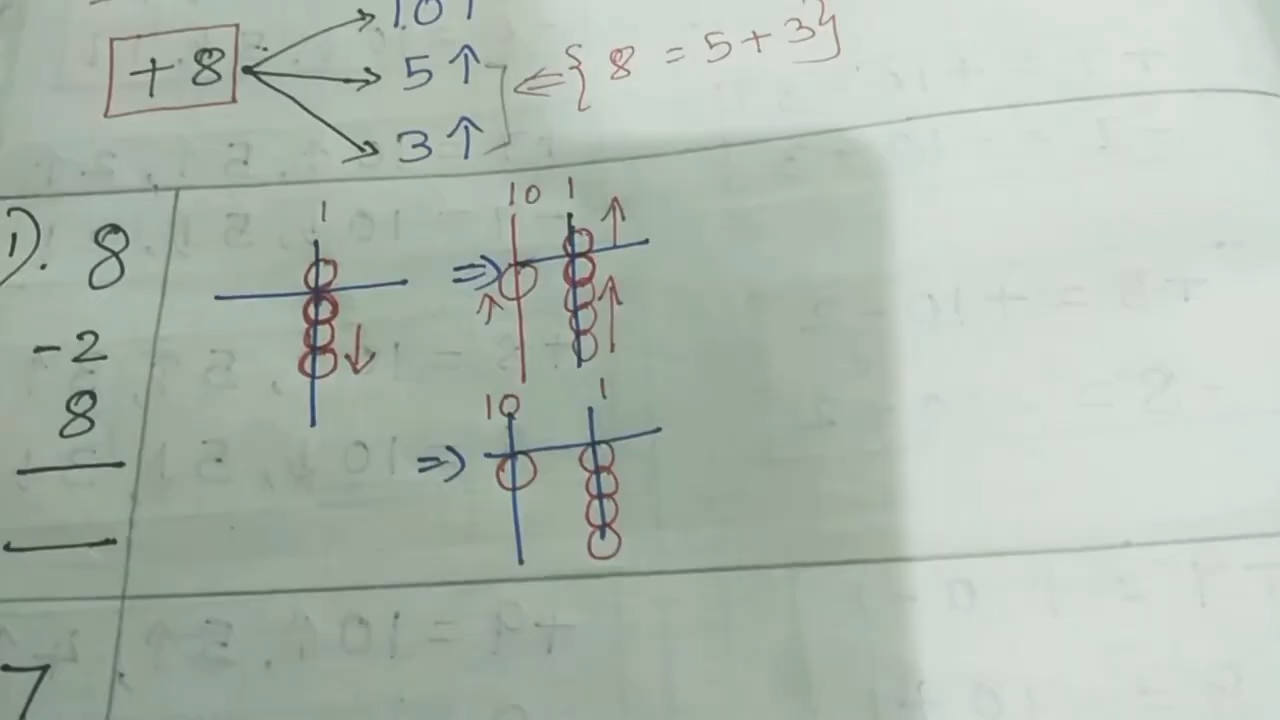 10↑
+8 5↑ ⇐ {8 = 5+3}
3↑
1). 8
-2
8
1
⇒ 10 1
⇒ 10 1
7